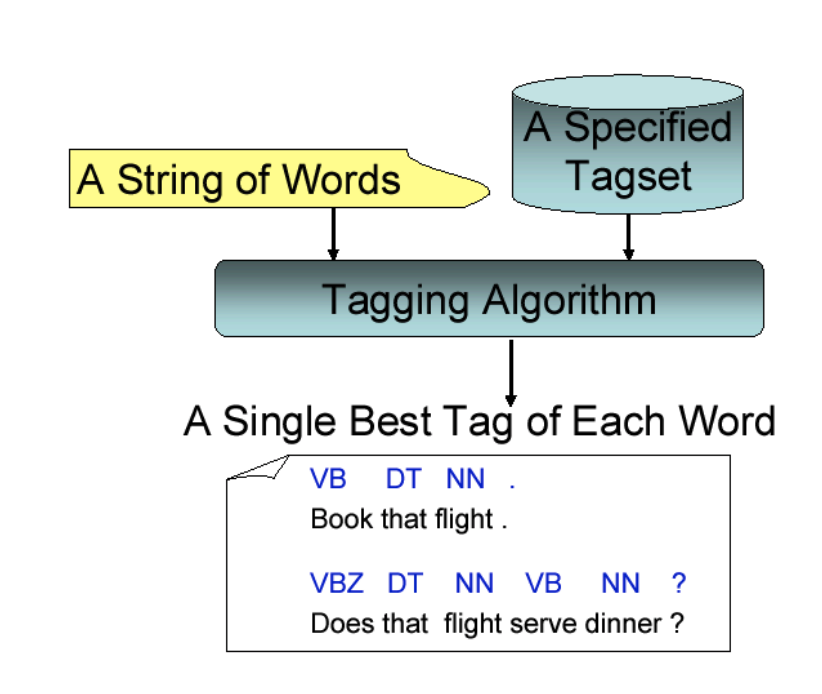 A String of Words
A Specified
Tagset
Tagging Algorithm
A Single Best Tag of Each Word
VB DT NN .
Book that flight .
VBZ DT NN VB NN ?
Does that flight serve dinner ?